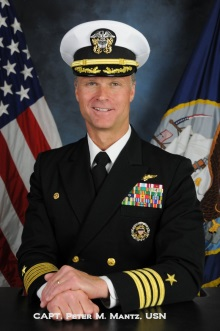 CAPT. PETER M. MANTZ, USN